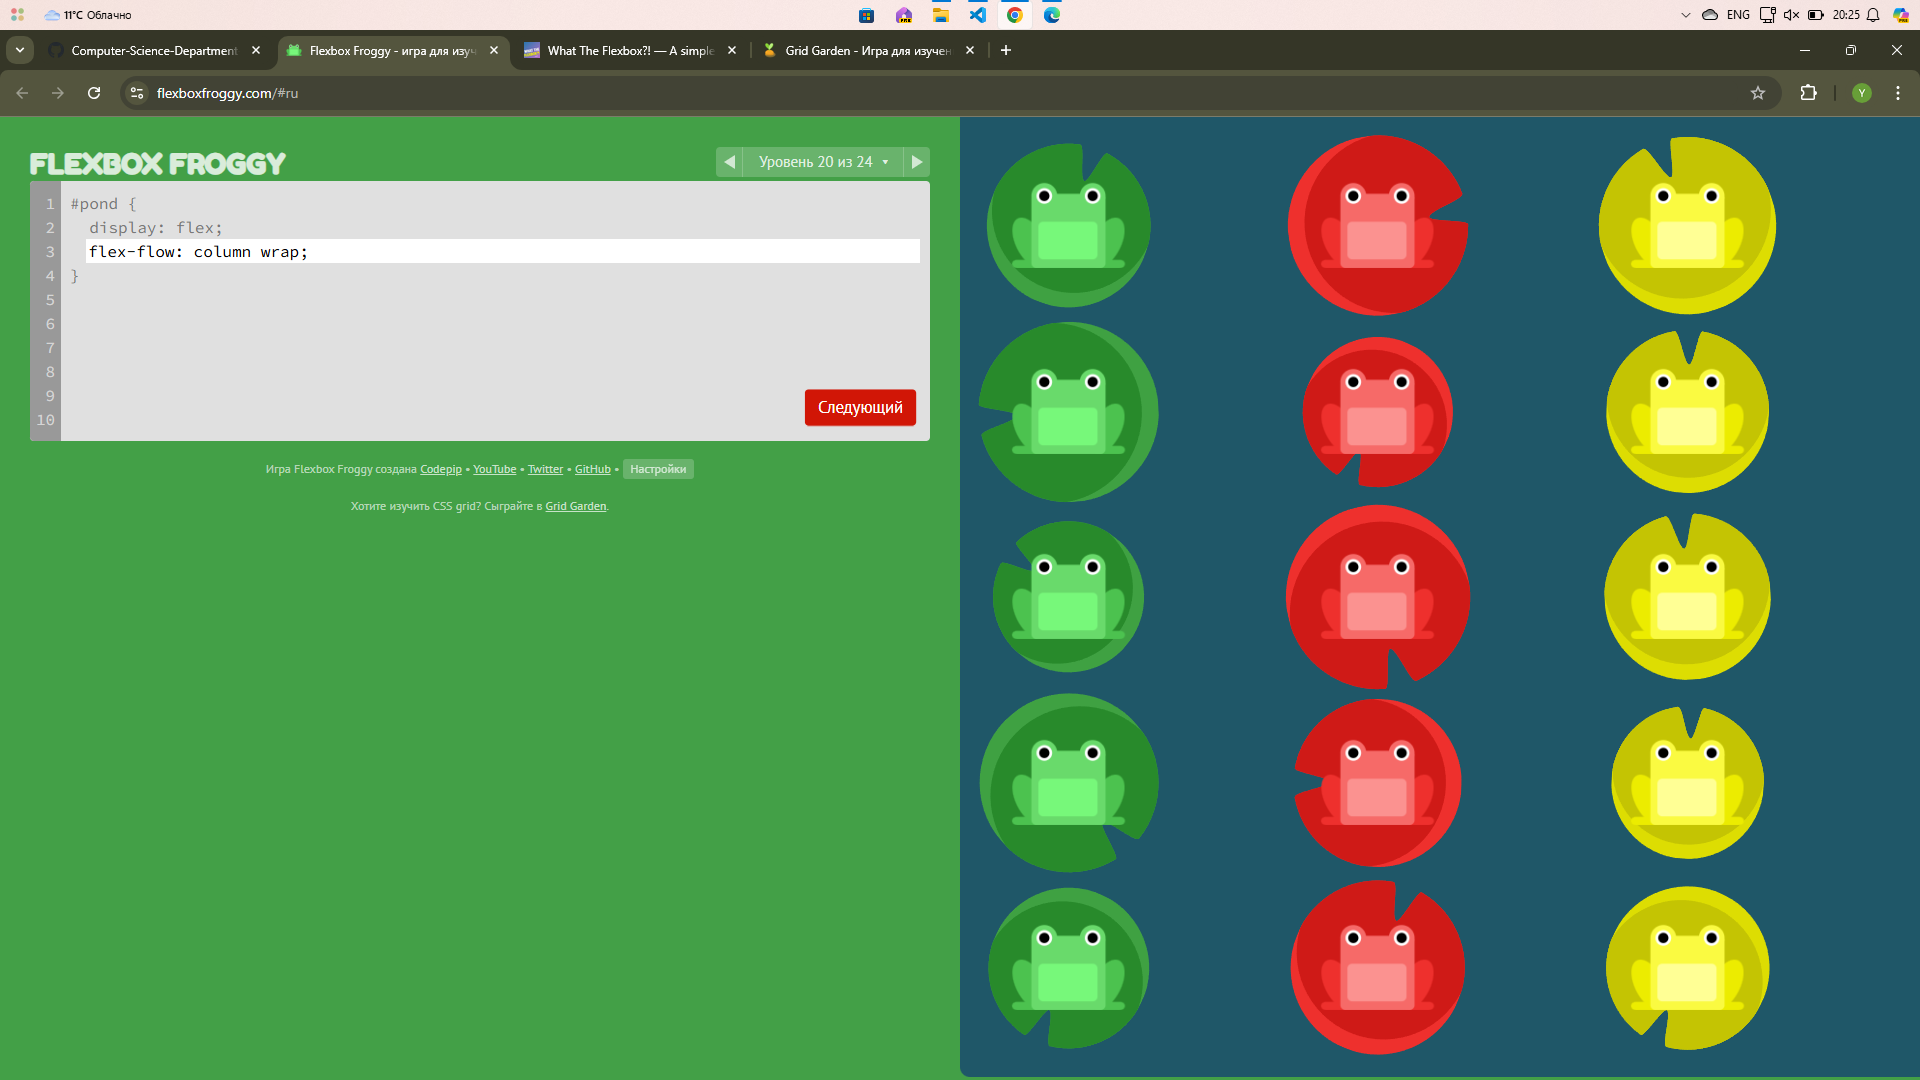 11°C Облачно
ENG
20:25
Computer-Science-Department
Flexbox Froggy - игра для изуч
What The Flexbox?! — A simple
Grid Garden - Игра для изучен
flexboxfroggy.com/#ru
Y
FLEXBOX FROGGY
Уровень 20 из 24
1 #pond {
2 display: flex;
3 flex-flow: column wrap;
4 }
5
6
7
8
9
10
Следующий
Игра Flexbox Froggy создана Codepip • YouTube • Twitter • GitHub • Настройки
Хотите изучить CSS grid? Сыграйте в Grid Garden.